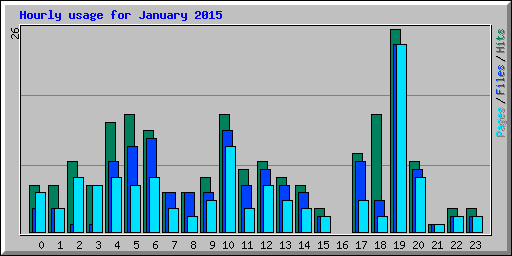 Hourly usage for January 2015
26
Pages/Files/Hits
0 1 2 3 4 5 6 7 8 9 10 11 12 13 14 15 16 17 18 19 20 21 22 23